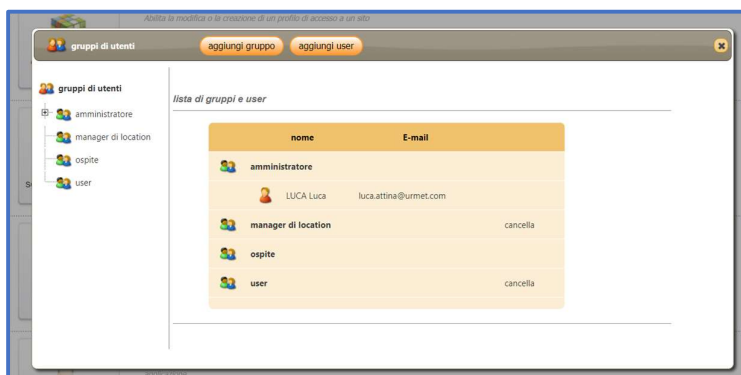 Abilita la modifica o la creazione di un profilo di accesso a un sito
gruppi di utenti aggiungi gruppo aggiungi user
gruppi di utenti
amministratore
manager di location
ospite
user
lista di gruppi e user
nome E-mail
amministratore
LUCA Luca luca.attina@urmet.com
manager di location cancella
ospite
user cancella